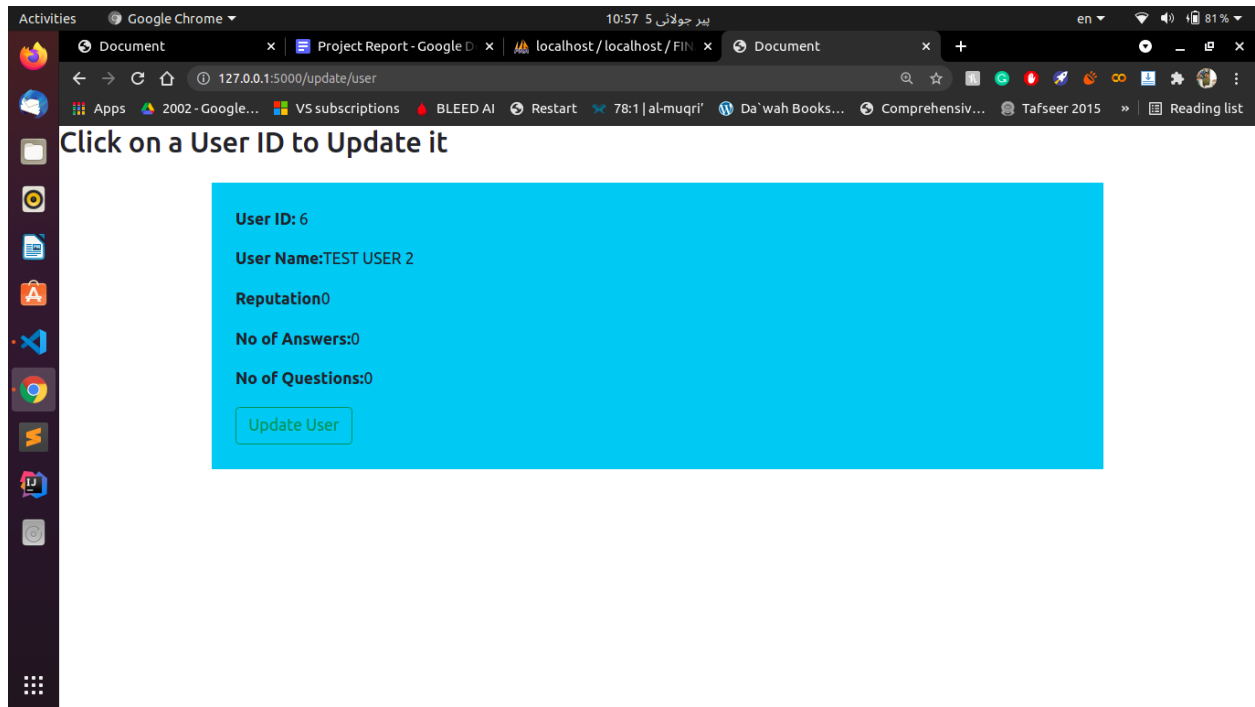 Activities Google Chrome ▾ پیر جولائی 5 10:57 en ▾ 81 % ▾
Document × Project Report - Google D × localhost / localhost / FIN × Document × +
127.0.0.1:5000/update/user
Apps 2002 - Google... VS subscriptions BLEED AI Restart 78:1 | al-muqri' Da`wah Books... Comprehensiv... Tafseer 2015 » Reading list
Click on a User ID to Update it
User ID: 6
User Name:TEST USER 2
Reputation0
No of Answers:0
No of Questions:0
Update User